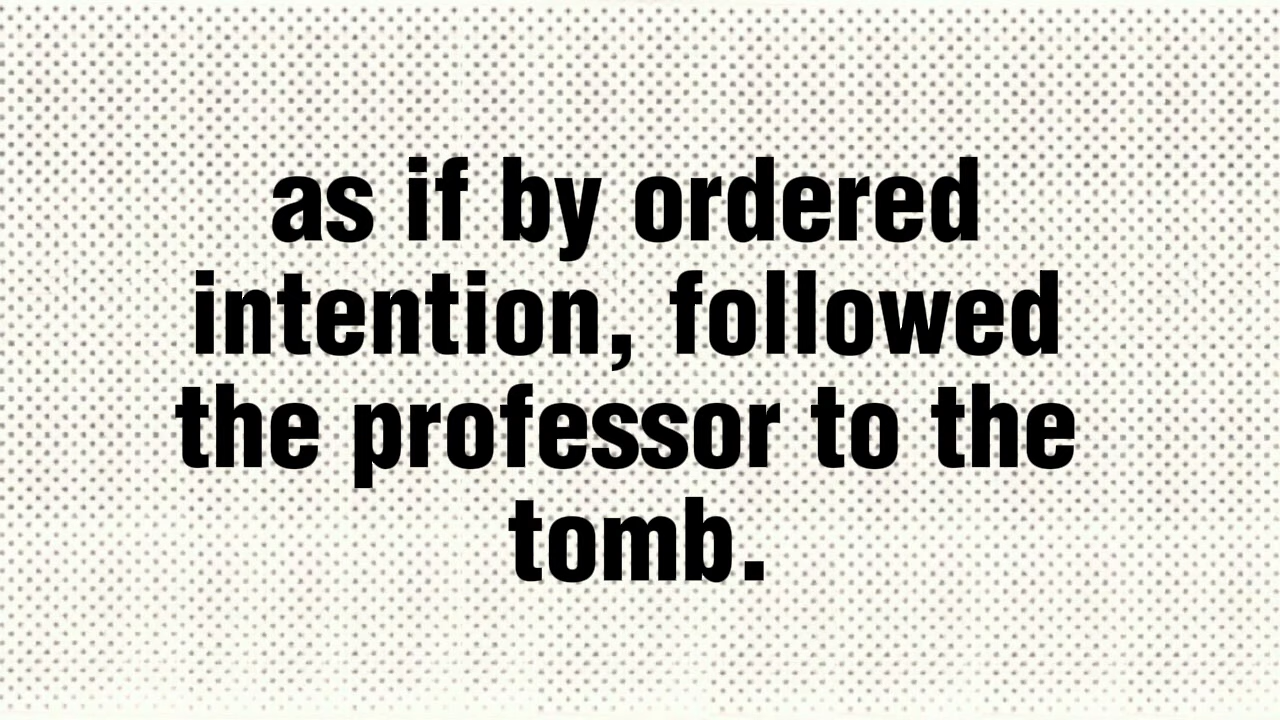 as if by ordered
intention, followed
the professor to the
tomb.